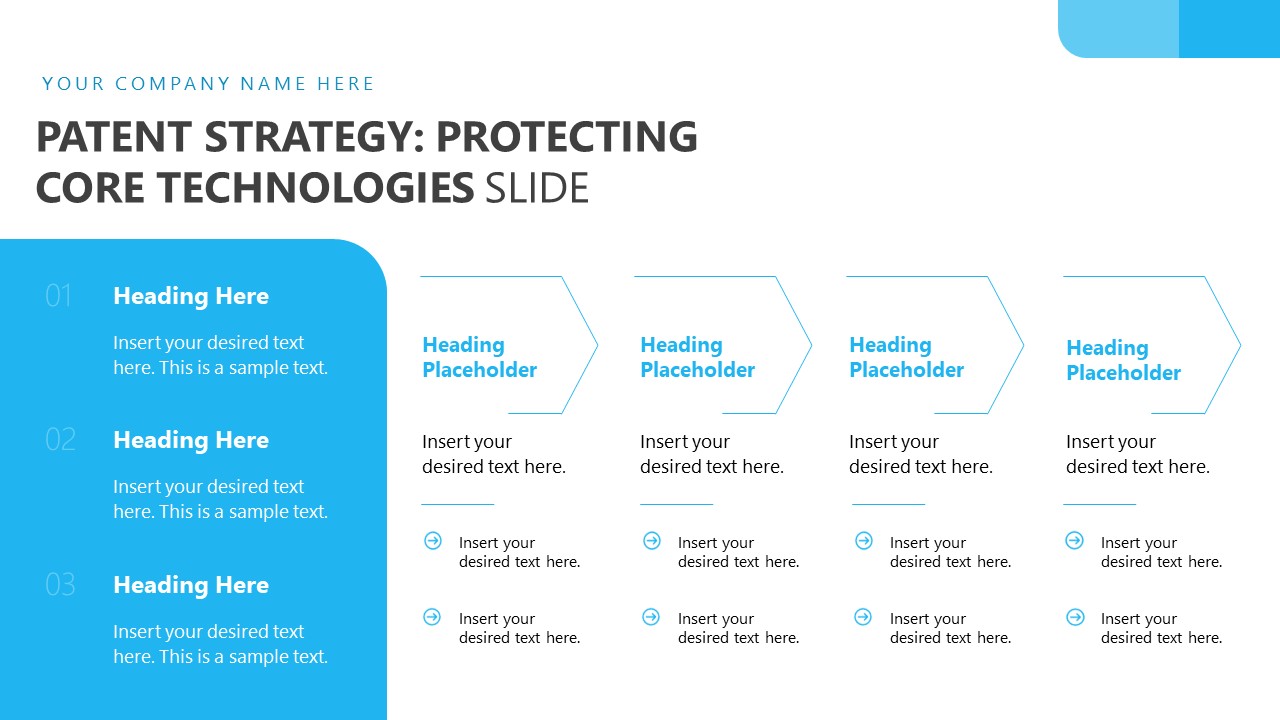 YOUR COMPANY NAME HERE
PATENT STRATEGY: PROTECTING
CORE TECHNOLOGIES SLIDE
01
Heading Here
Insert your desired text
here. This is a sample text.
02
Heading Here
Insert your desired text
here. This is a sample text.
03
Heading Here
Insert your desired text
here. This is a sample text.
Heading
Placeholder
Insert your
desired text here.
Insert your
desired text here.
Insert your
desired text here.
Heading
Placeholder
Insert your
desired text here.
Insert your
desired text here.
Insert your
desired text here.
Heading
Placeholder
Insert your
desired text here.
Insert your
desired text here.
Insert your
desired text here.
Heading
Placeholder
Insert your
desired text here.
Insert your
desired text here.
Insert your
desired text here.